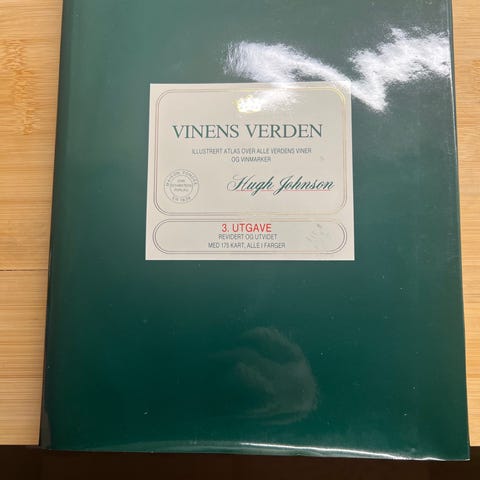 VINENS VERDEN
ILLUSTRERT ATLAS OVER ALLE VERDENS VINER
OG VINMARKER
Hugh Johnson
3. UTGAVE
REVIDERT OG UTVIDET
MED 175 KART, ALLE I FARGER